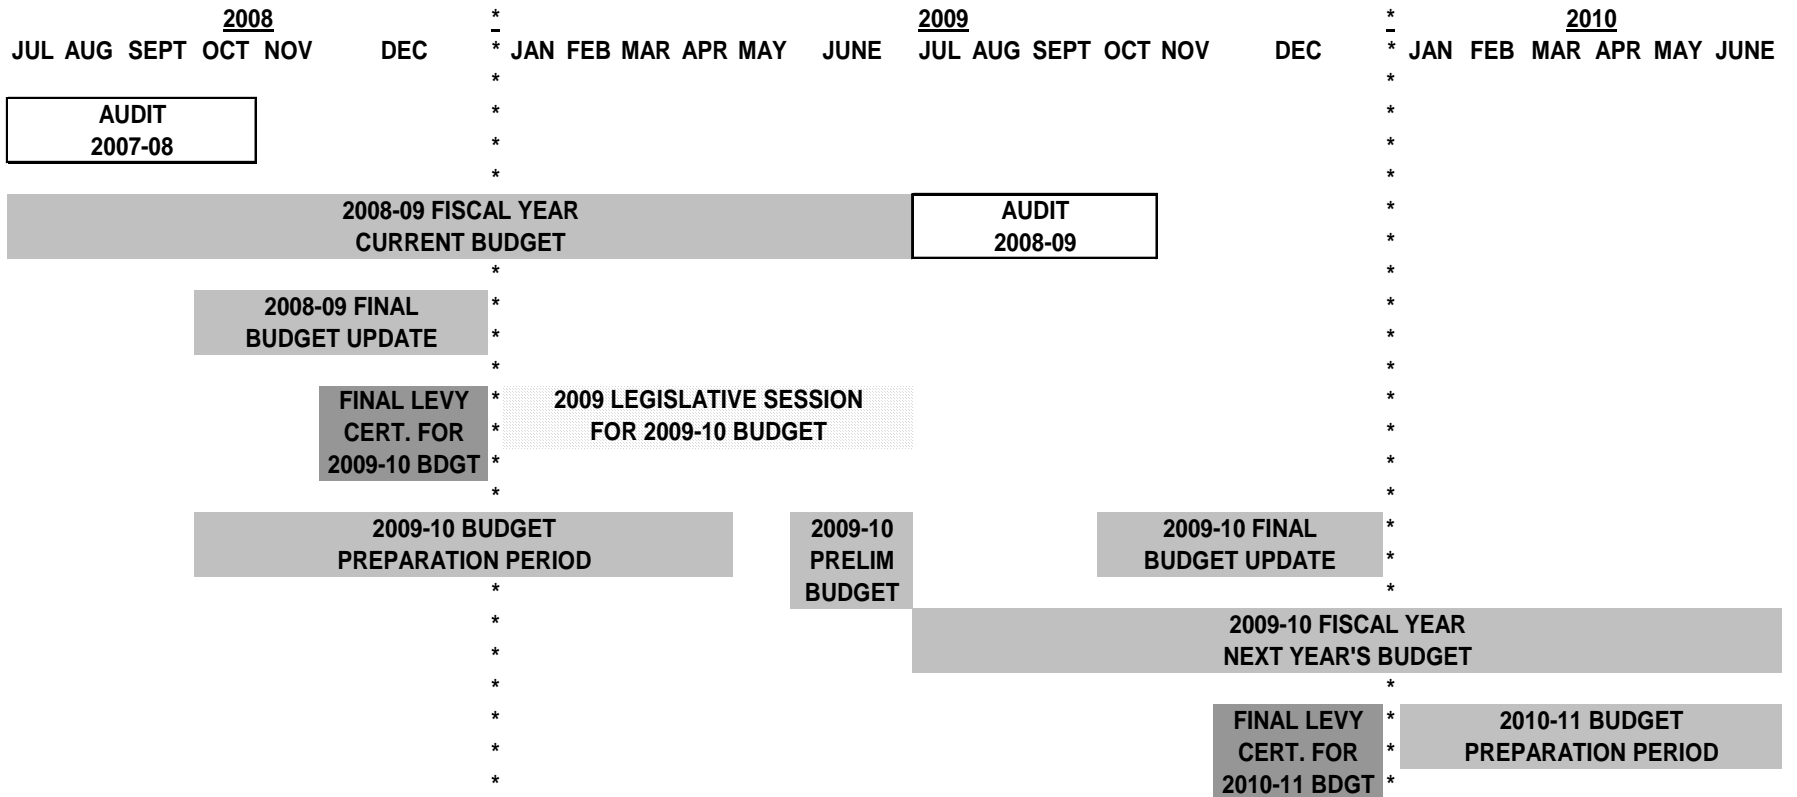 2008 * 2009 * 2010
JUL AUG SEPT OCT NOV DEC * JAN FEB MAR APR MAY JUNE JUL AUG SEPT OCT NOV DEC * JAN FEB MAR APR MAY JUNE
* *
AUDIT * *
2007-08 * *
* *
2008-09 FISCAL YEAR AUDIT *
CURRENT BUDGET 2008-09 *
* *
2008-09 FINAL * *
BUDGET UPDATE * *
* *
FINAL LEVY * 2009 LEGISLATIVE SESSION *
CERT. FOR * FOR 2009-10 BUDGET *
2009-10 BDGT * *
* *
2009-10 BUDGET 2009-10 2009-10 FINAL *
PREPARATION PERIOD PRELIM BUDGET UPDATE *
* BUDGET *
* 2009-10 FISCAL YEAR
* NEXT YEAR'S BUDGET
* *
* FINAL LEVY * 2010-11 BUDGET
* CERT. FOR * PREPARATION PERIOD
* 2010-11 BDGT *